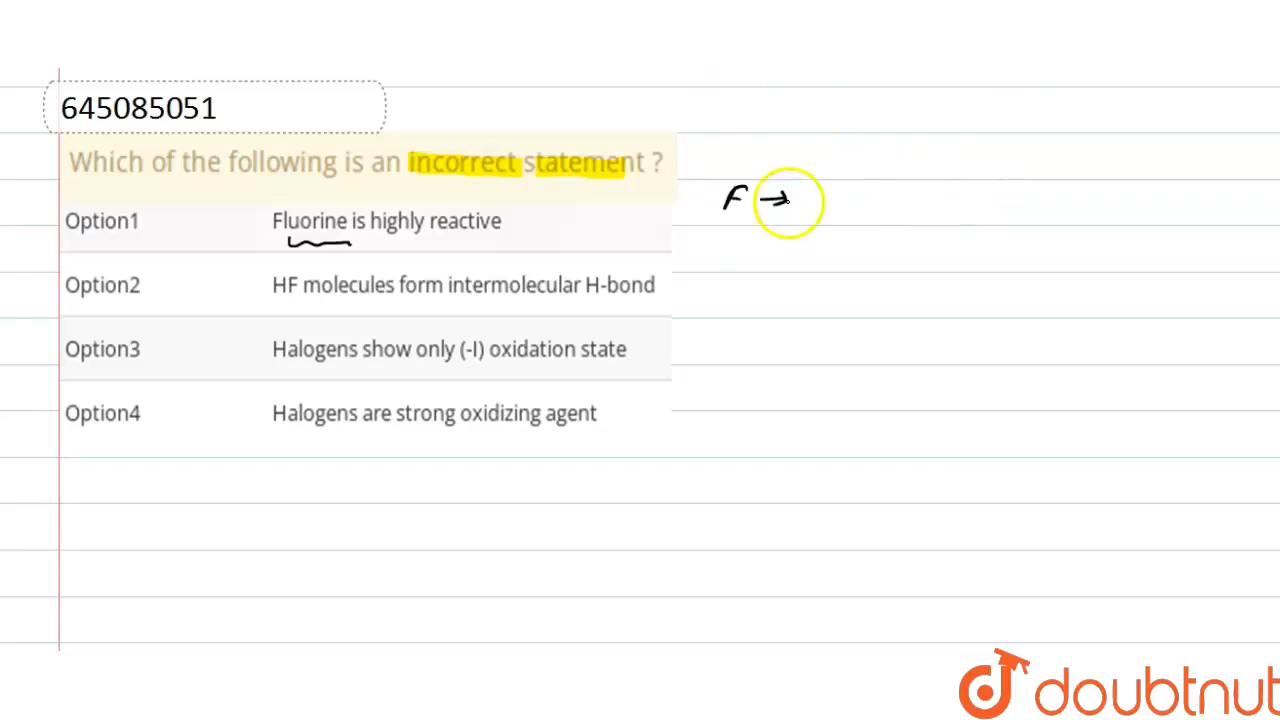 645085051
Which of the following is an incorrect statement ?
Option1 Fluorine is highly reactive
F →
Option2 HF molecules form intermolecular H-bond
Option3 Halogens show only (-I) oxidation state
Option4 Halogens are strong oxidizing agent
doubtnut